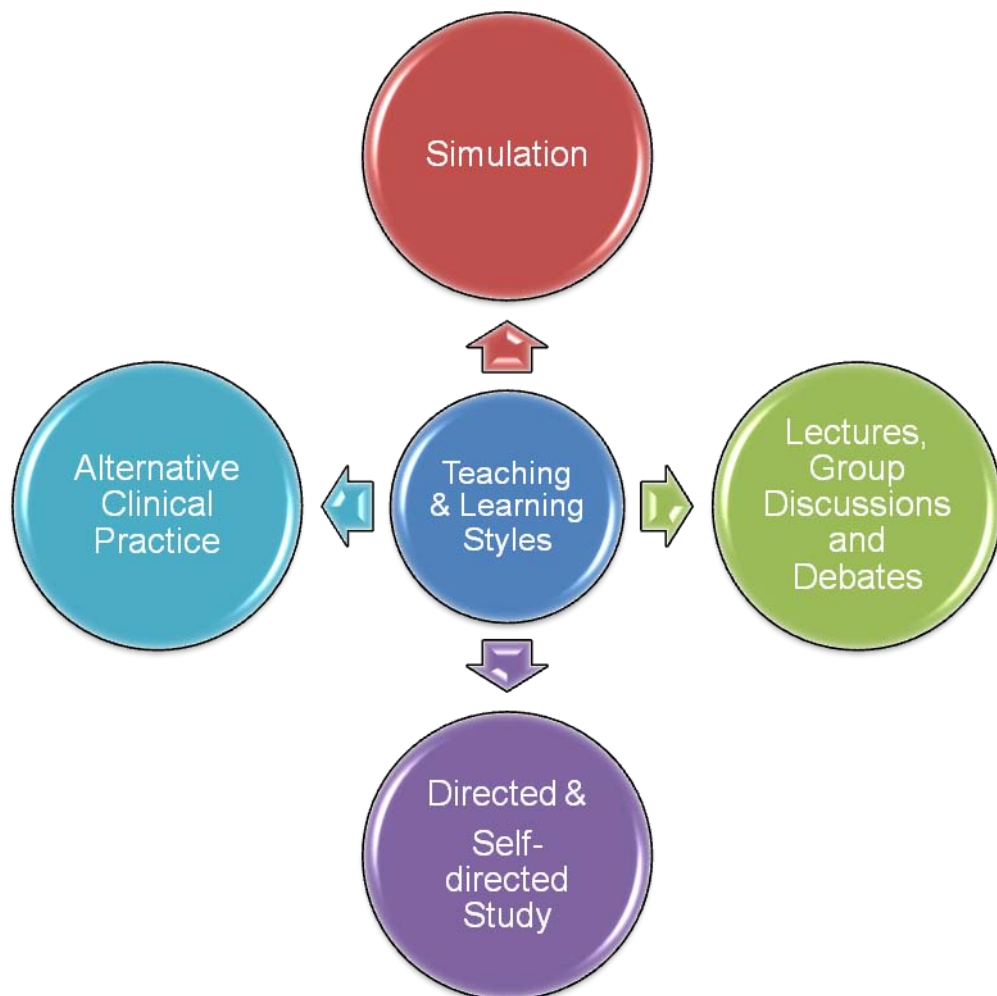 Simulation
Alternative
Clinical
Practice
Teaching
& Learning
Styles
Lectures,
Group
Discussions
and
Debates
Directed &
Self-
directed
Study